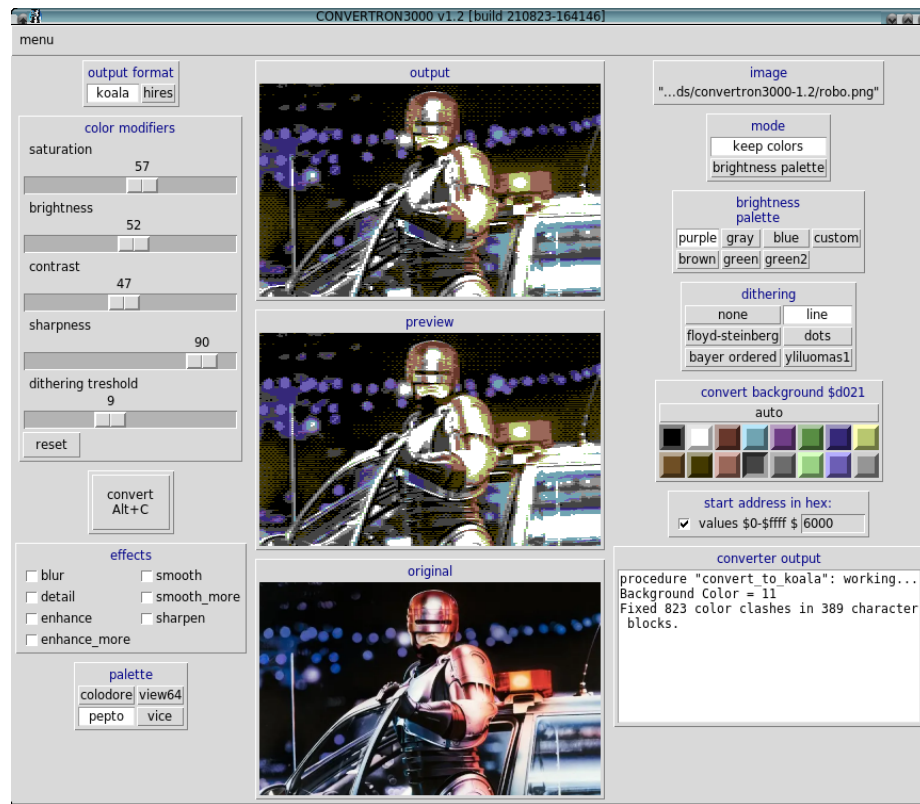 CONVERTRON3000 v1.2 [build 210823-164146]
menu
output format
koala hires
color modifiers
saturation
57
brightness
52
contrast
47
sharpness
90
dithering treshold
9
reset
convert
Alt+C
effects
blur smooth
detail smooth_more
enhance sharpen
enhance_more
palette
colodore view64
pepto vice
output
preview
original
image
"...ds/convertron3000-1.2/robo.png"
mode
keep colors
brightness palette
brightness
palette
purple gray blue custom
brown green green2
dithering
none line
floyd-steinberg dots
bayer ordered yliluomas1
convert background $d021
auto
start address in hex:
values $0-$ffff $ 6000
converter output
procedure "convert_to_koala": working...
Background Color = 11
Fixed 823 color clashes in 389 character
blocks.